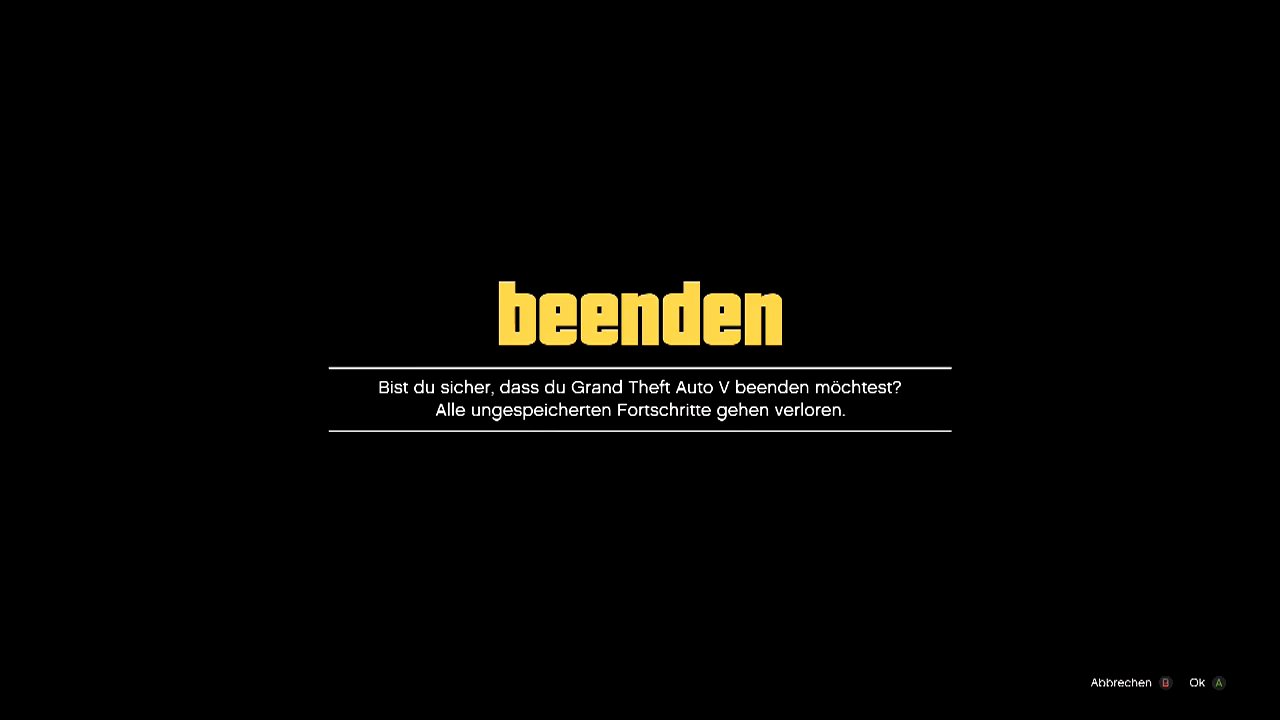 beenden
Bist du sicher, dass du Grand Theft Auto V beenden möchtest?
Alle ungespeicherten Fortschritte gehen verloren.
Abbrechen B Ok A